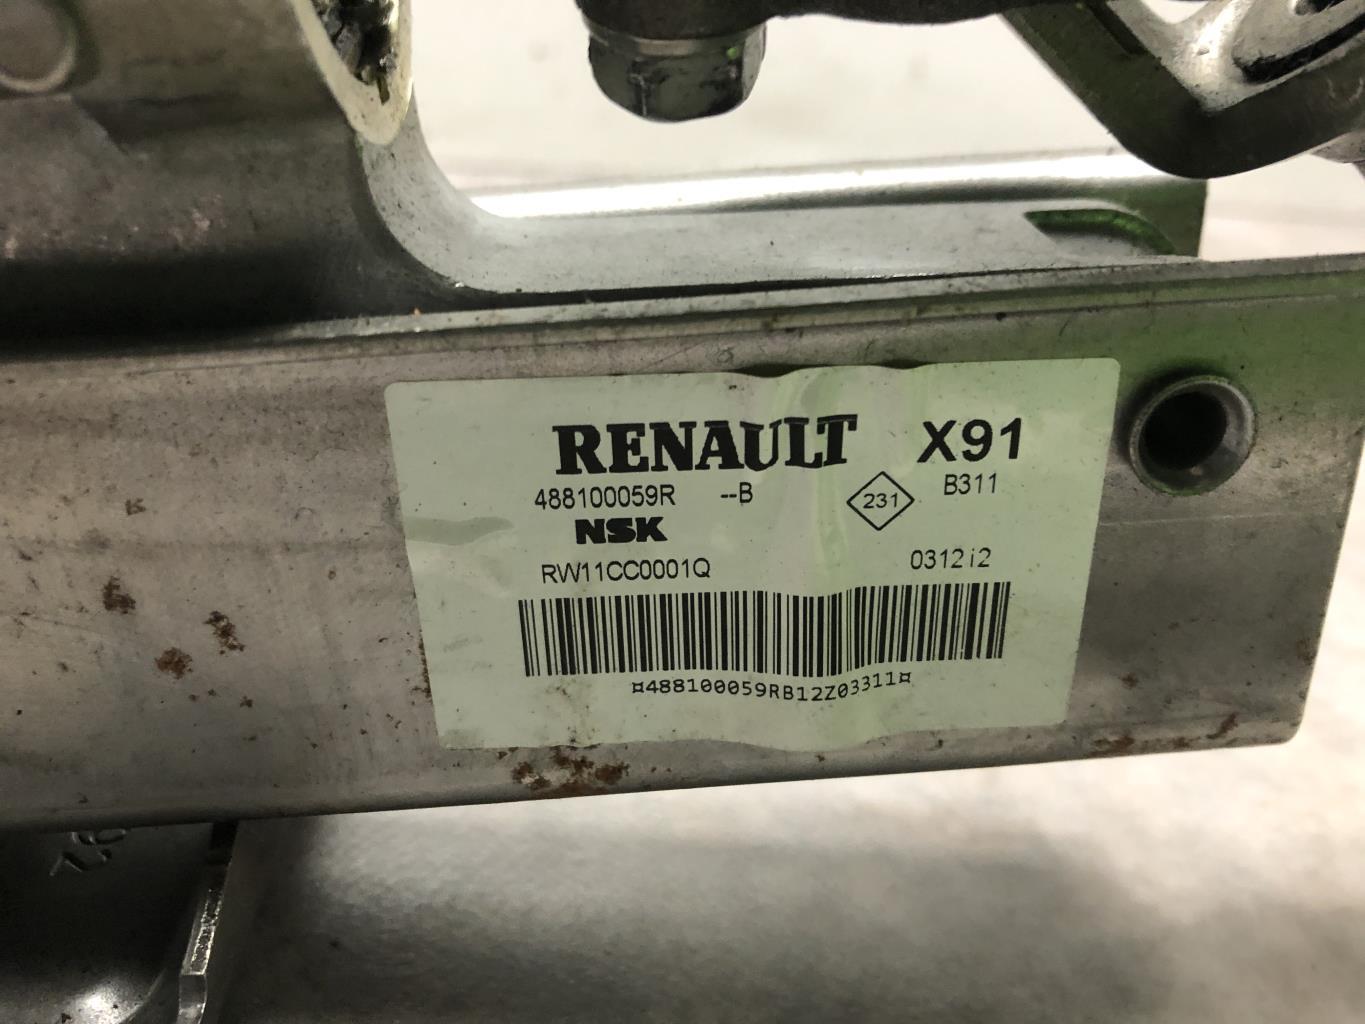 RENAULT X91
488100059R --B 231 B311
NSK
RW11CC0001Q 0312i2
¤488100059RB12Z03311¤